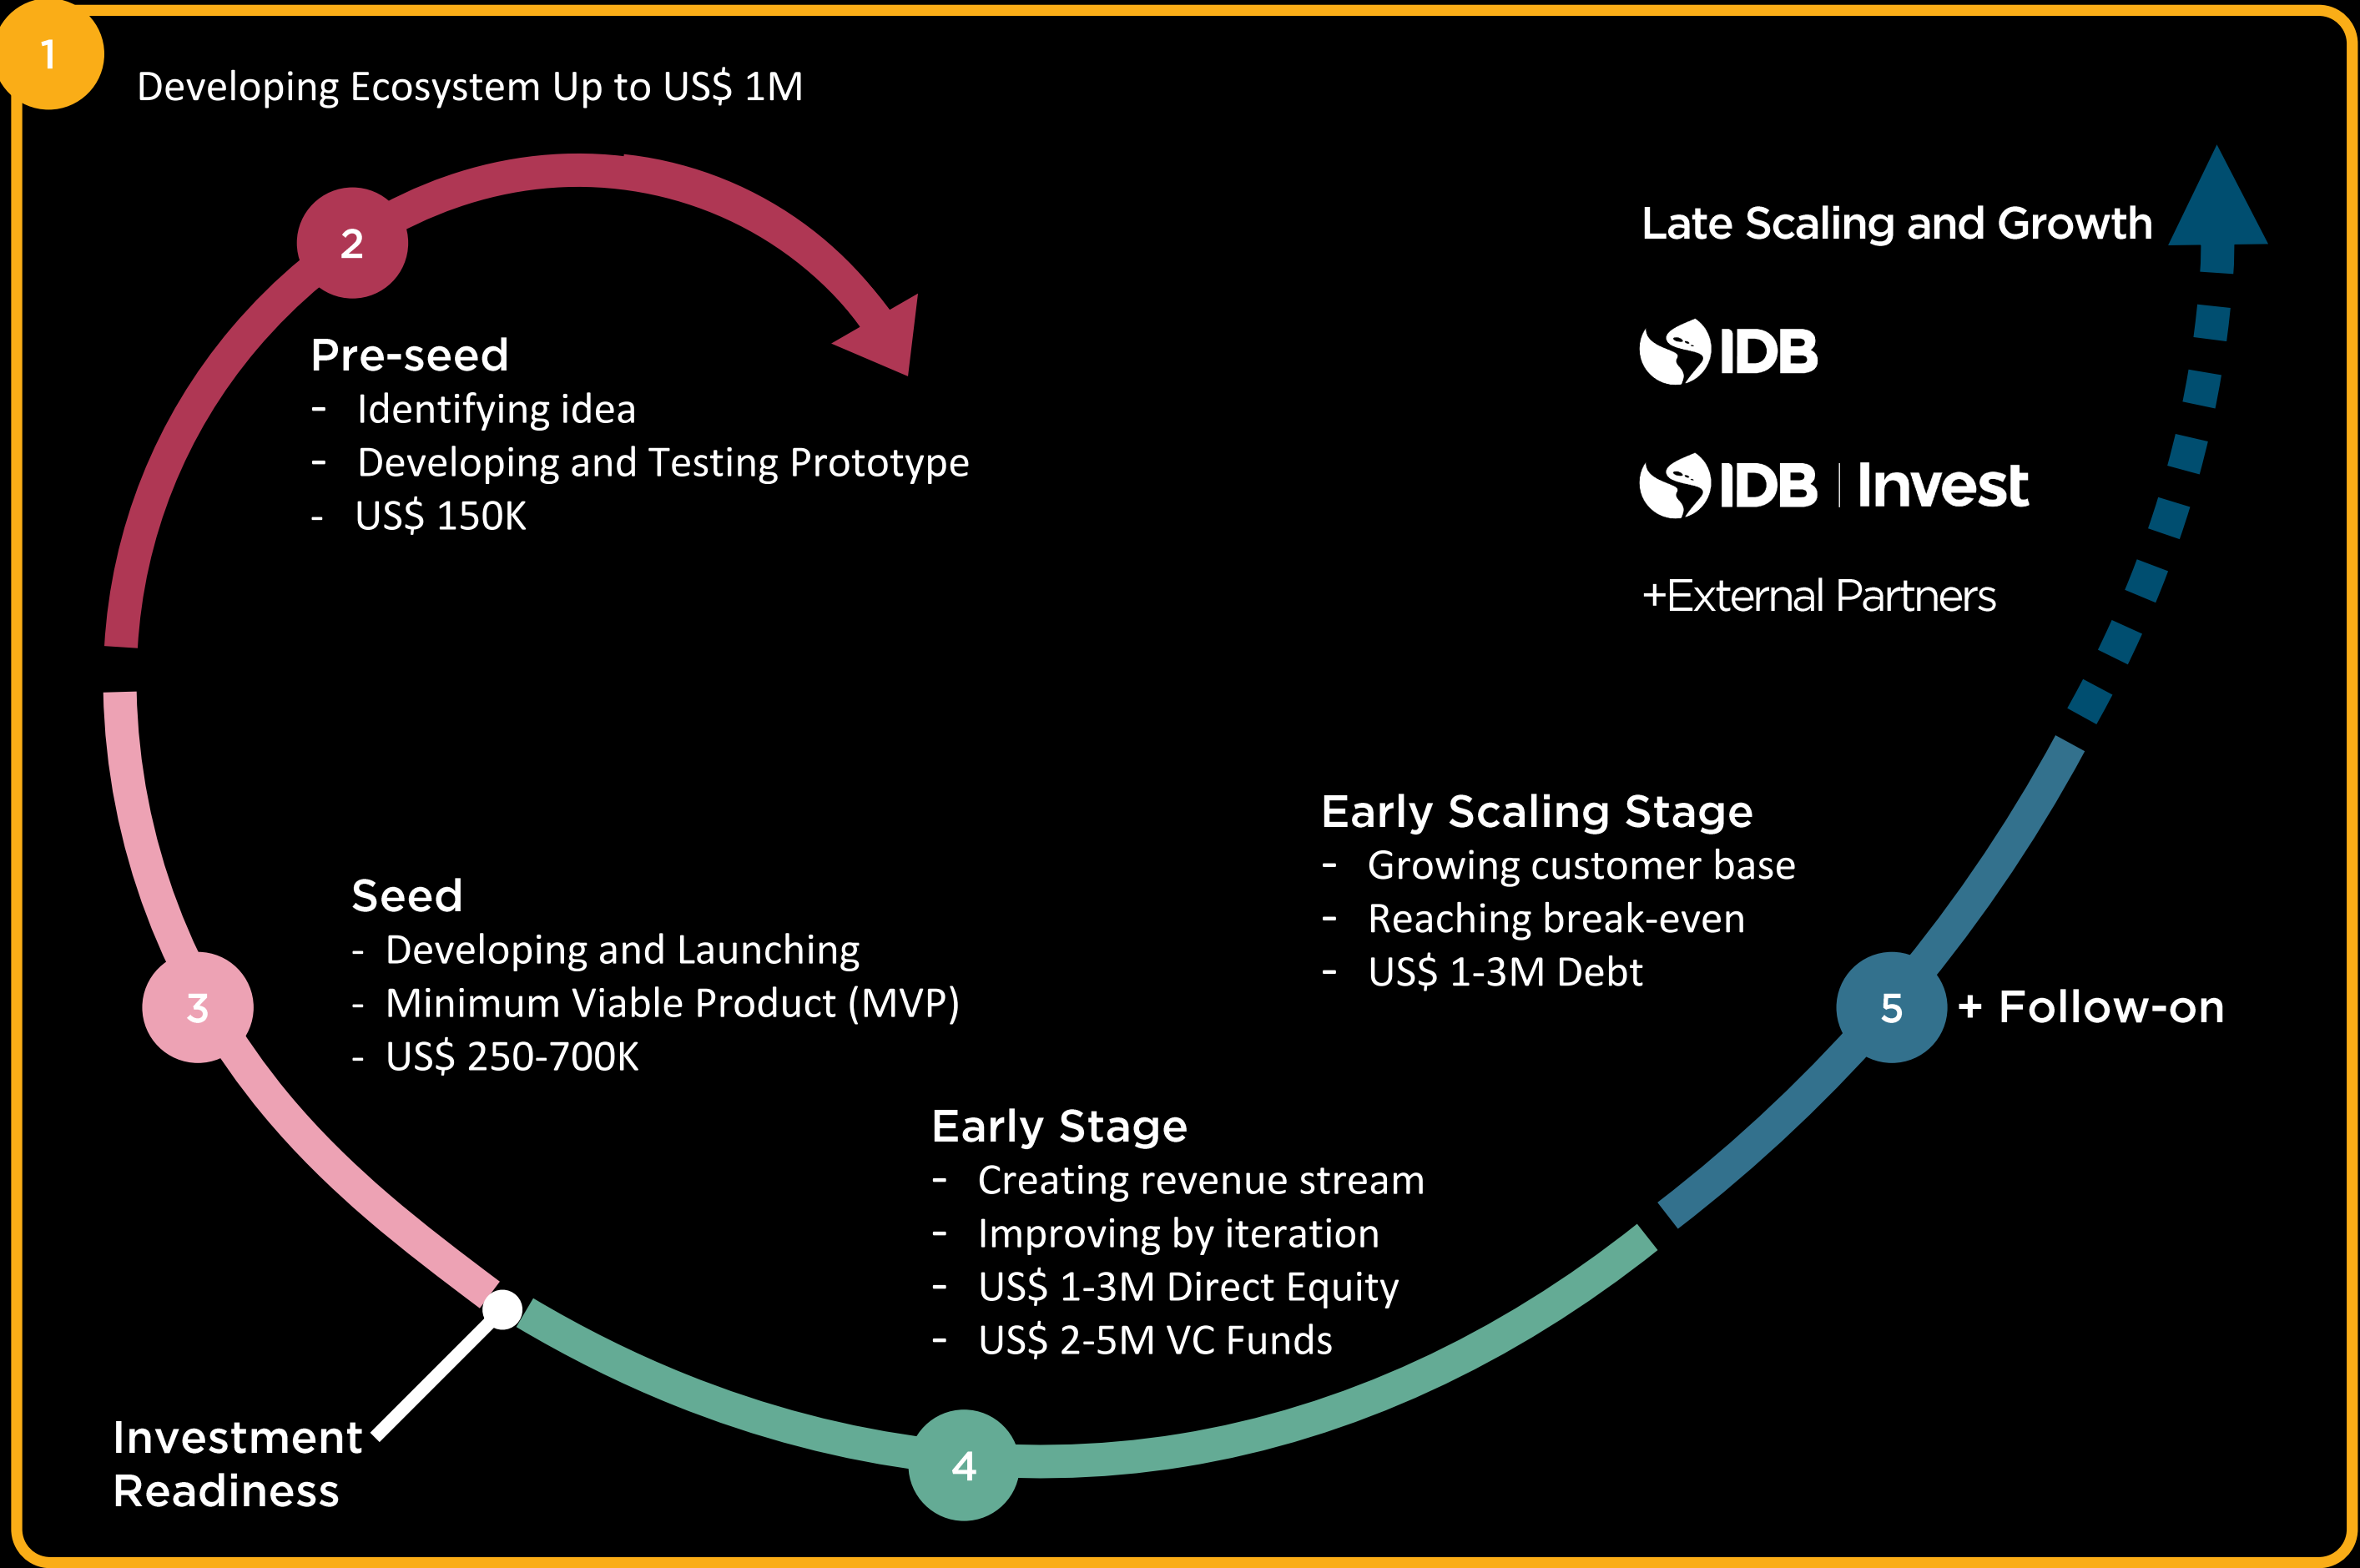 1
Developing Ecosystem Up to US$ 1M
2
Pre-seed
- Identifying idea
- Developing and Testing Prototype
- US$ 150K
Late Scaling and Growth
IDB
IDB | Invest
+External Partners
3
Seed
- Developing and Launching
- Minimum Viable Product (MVP)
- US$ 250-700K
Early Scaling Stage
- Growing customer base
- Reaching break-even
- US$ 1-3M Debt
5
+ Follow-on
Early Stage
- Creating revenue stream
- Improving by iteration
- US$ 1-3M Direct Equity
- US$ 2-5M VC Funds
4
Investment
Readiness